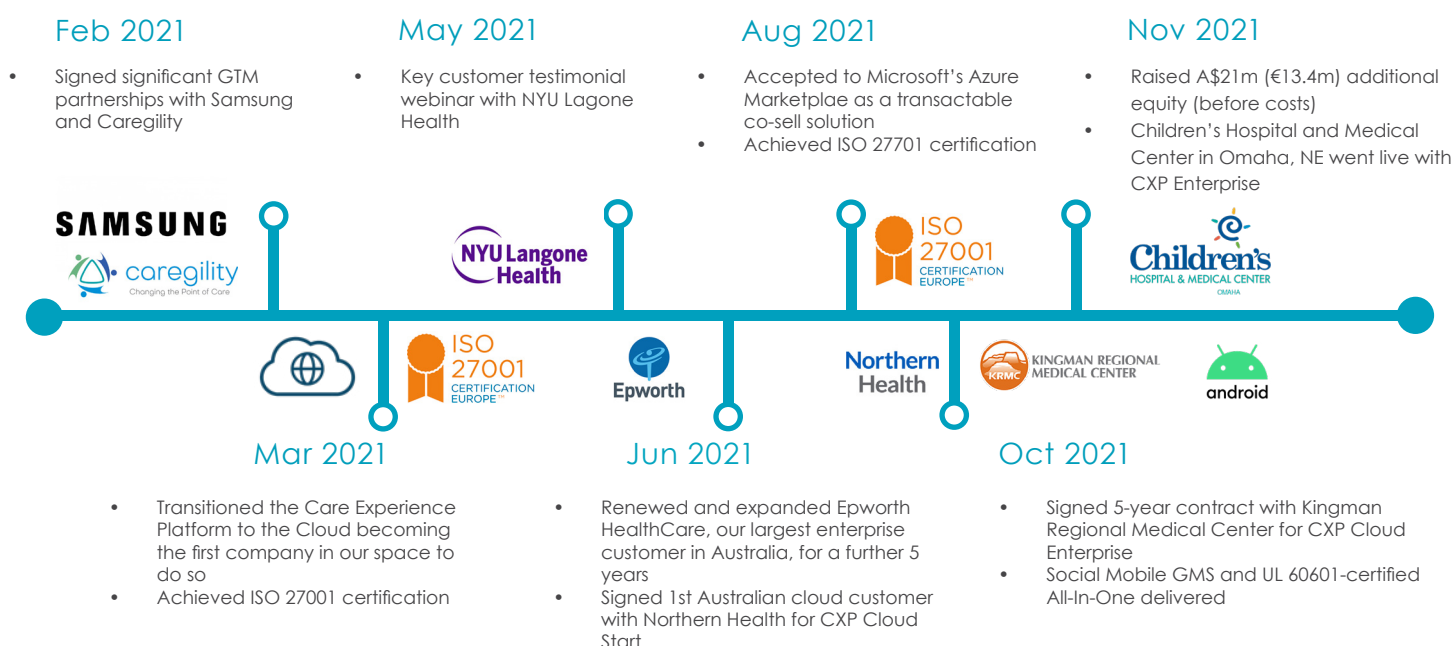 Feb 2021
• Signed significant GTM
partnerships with Samsung
and Caregility
May 2021
• Key customer testimonial
webinar with NYU Lagone
Health
Aug 2021
• Accepted to Microsoft's Azure
Marketplae as a transactable
co-sell solution
• Achieved ISO 27701 certification
Nov 2021
• Raised A$21m (€13.4m) additional
equity (before costs)
• Children's Hospital and Medical
Center in Omaha, NE went live with
CXP Enterprise
SAMSUNG
caregility
Changing the Point of Care
NYU Langone
Health
ISO
27001
CERTIFICATION
EUROPE™
Children's
HOSPITAL & MEDICAL CENTER
OMAHA
ISO
27001
CERTIFICATION
EUROPE™
Epworth
Northern
Health
KRMC
KINGMAN REGIONAL
MEDICAL CENTER
android
Mar 2021
• Transitioned the Care Experience
Platform to the Cloud becoming
the first company in our space to
do so
• Achieved ISO 27001 certification
Jun 2021
• Renewed and expanded Epworth
HealthCare, our largest enterprise
customer in Australia, for a further 5
years
• Signed 1st Australian cloud customer
with Northern Health for CXP Cloud
Start
Oct 2021
• Signed 5-year contract with Kingman
Regional Medical Center for CXP Cloud
Enterprise
• Social Mobile GMS and UL 60601-certified
All-In-One delivered